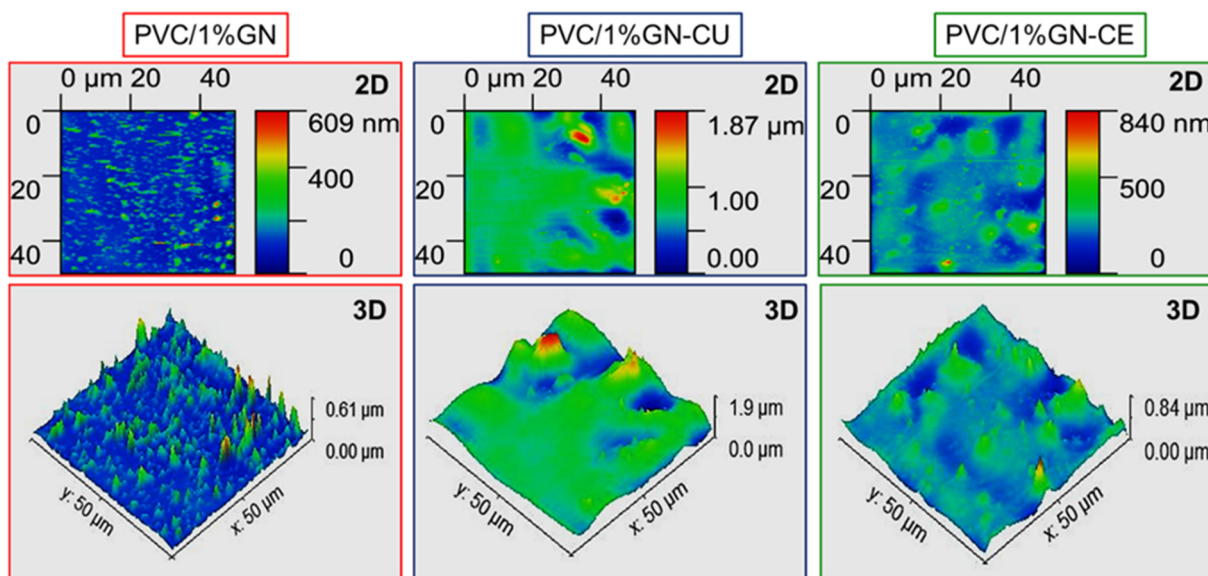 PVC/1%GN
PVC/1%GN-CU
PVC/1%GN-CE
0 µm 20 40 2D
0
20
40
609 nm
400
0
0 µm 20 40 2D
0
20
40
1.87 µm
1.00
0.00
0 µm 20 40 2D
0
20
40
840 nm
500
0
3D
0.61 µm
0.00 µm
y: 50 µm
x: 50 µm
3D
1.9 µm
0.0 µm
y: 50 µm
x: 50 µm
3D
0.84 µm
0.00 µm
y: 50 µm
x: 50 µm